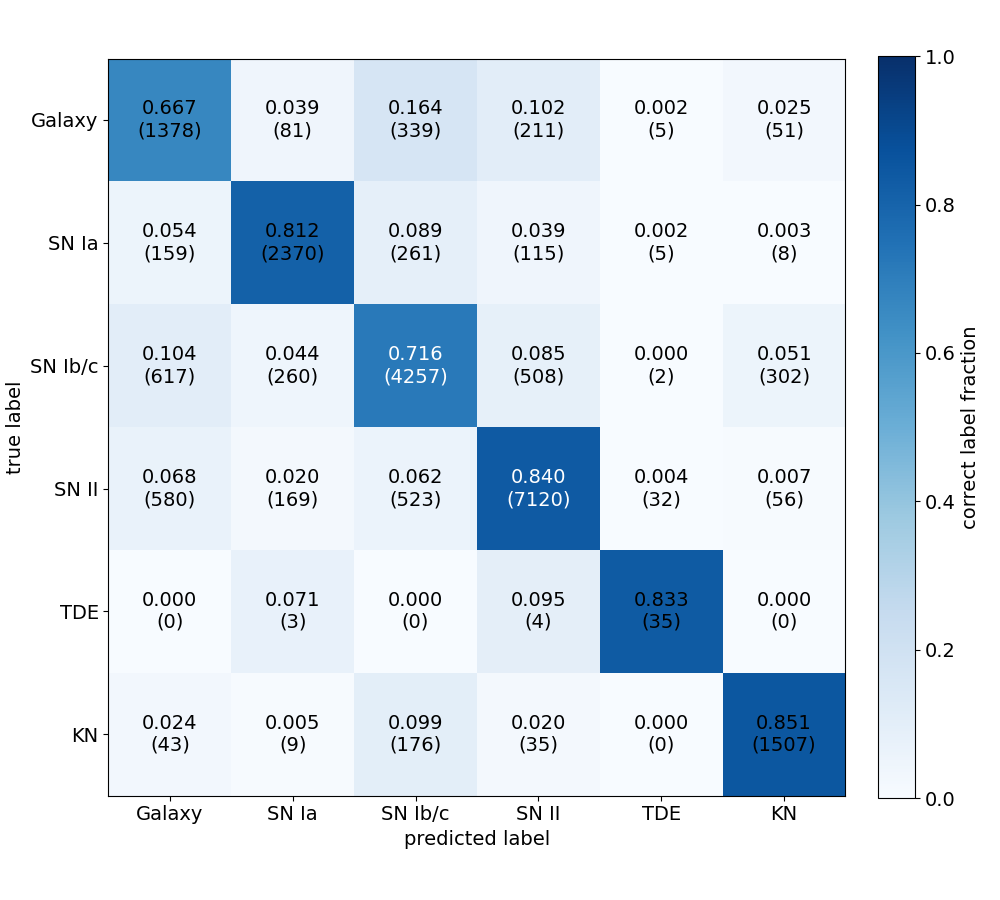 Galaxy
0.667 0.039 0.164 0.102 0.002 0.025
(1378) (81) (339) (211) (5) (51)
SN Ia
0.054 0.812 0.089 0.039 0.002 0.003
(159) (2370) (261) (115) (5) (8)
SN Ib/c
0.104 0.044 0.716 0.085 0.000 0.051
(617) (260) (4257) (508) (2) (302)
SN II
0.068 0.020 0.062 0.840 0.004 0.007
(580) (169) (523) (7120) (32) (56)
TDE
0.000 0.071 0.000 0.095 0.833 0.000
(0) (3) (0) (4) (35) (0)
KN
0.024 0.005 0.099 0.020 0.000 0.851
(43) (9) (176) (35) (0) (1507)
Galaxy SN Ia SN Ib/c SN II TDE KN
predicted label
true label
1.0
0.8
0.6
0.4
0.2
0.0
correct label fraction